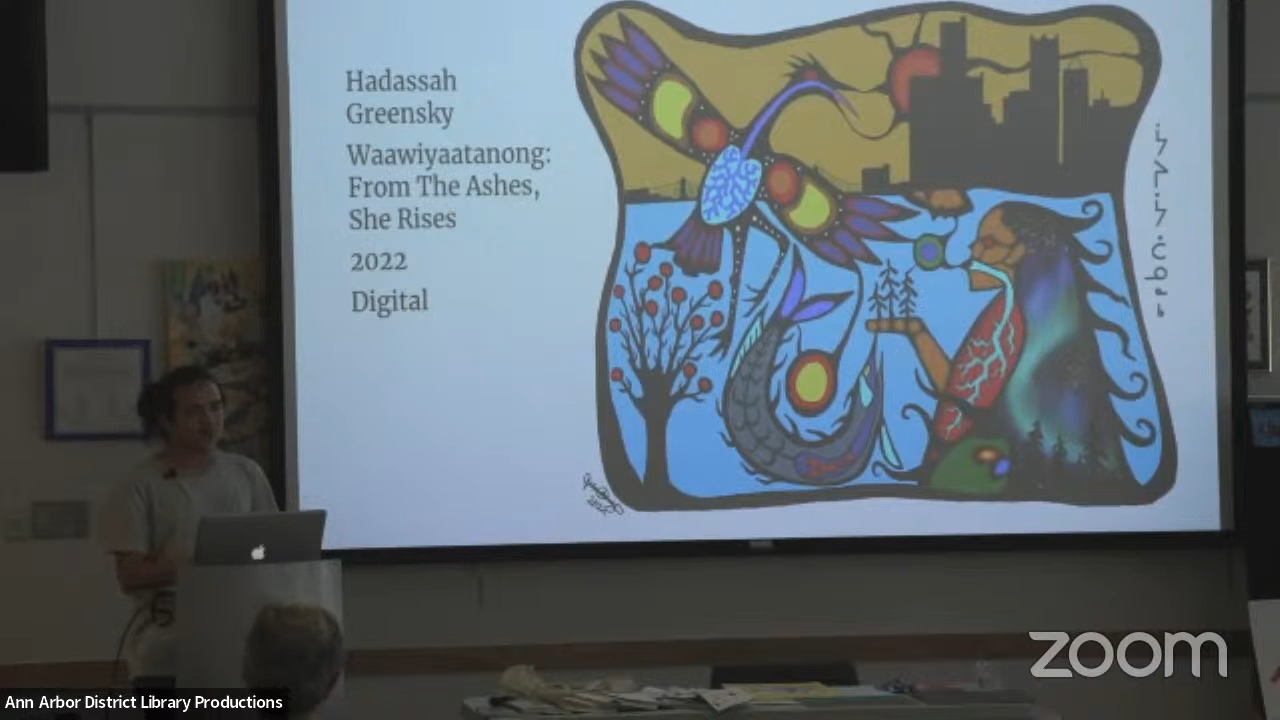 Hadassah
Greensky
Waawiyaatanong:
From The Ashes,
She Rises
2022
Digital
zoom
Ann Arbor District Library Productions